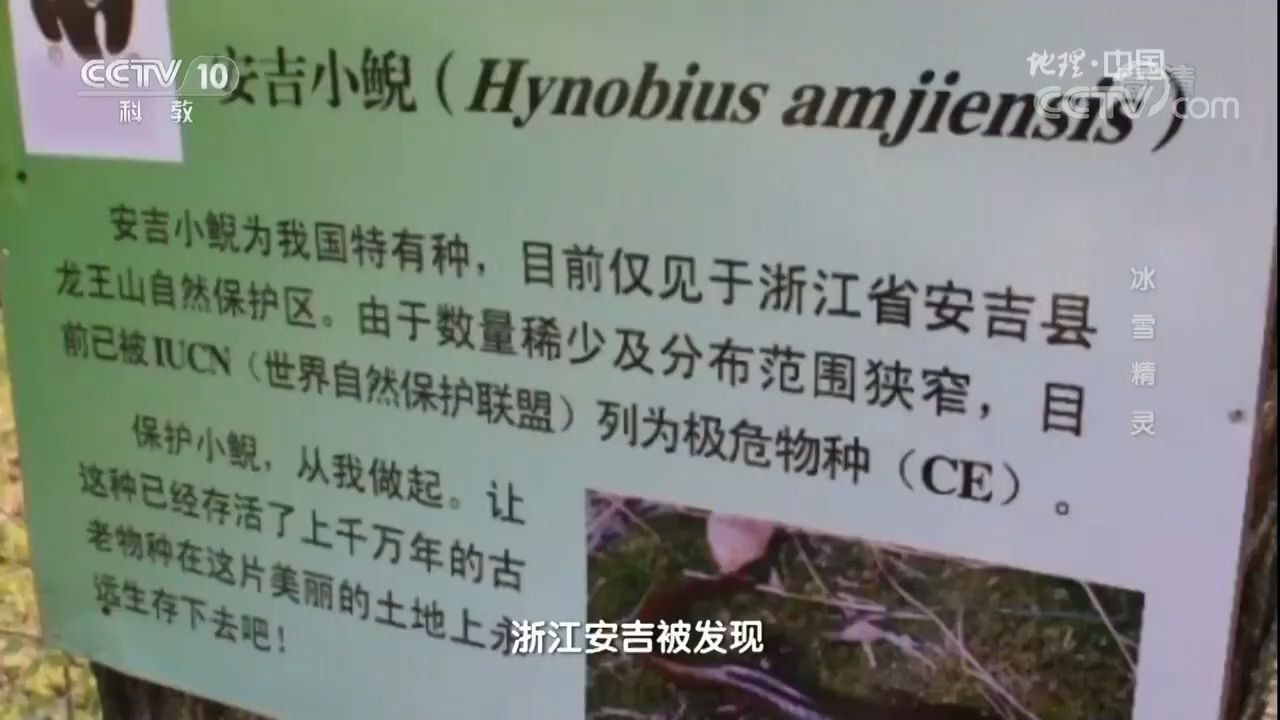 CCTV 10
科教
地理·中国
CCTV.com
冰雪精灵
安吉小鲵（Hynobius amjiensis）
安吉小鲵为我国特有种，目前仅见于浙江省安吉县
龙王山自然保护区。由于数量稀少及分布范围狭窄，目
前已被IUCN（世界自然保护联盟）列为极危物种（CE）。
保护小鲵，从我做起。让
这种已经存活了上千万年的古
老物种在这片美丽的土地上永
远生存下去吧！
浙江安吉被发现